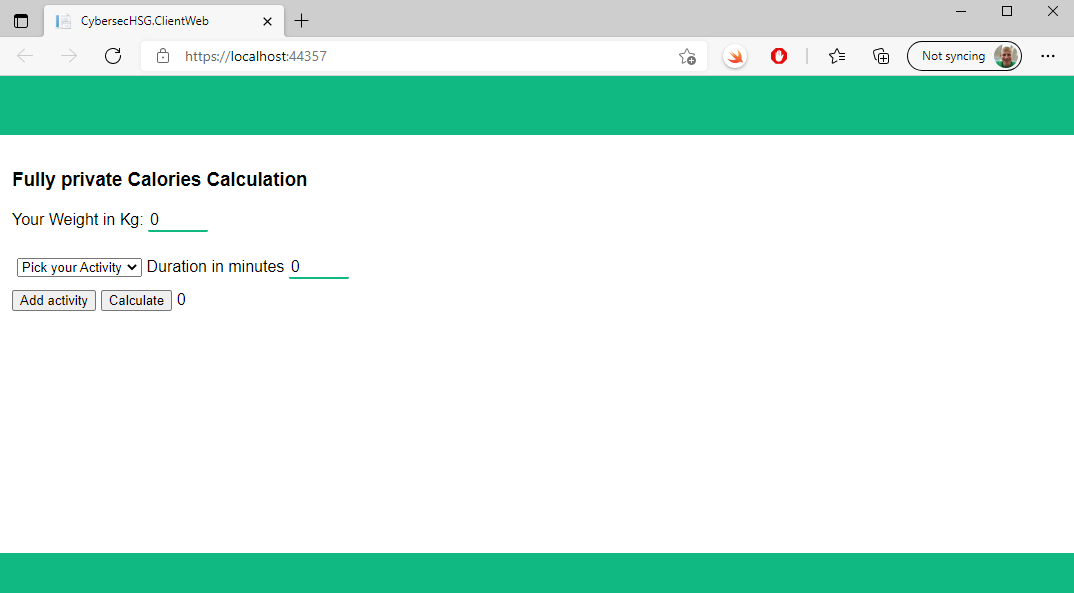 CybersecHSG.ClientWeb
https://localhost:44357
Not syncing
Fully private Calories Calculation
Your Weight in Kg: 0
Pick your Activity Duration in minutes 0
Add activity Calculate 0